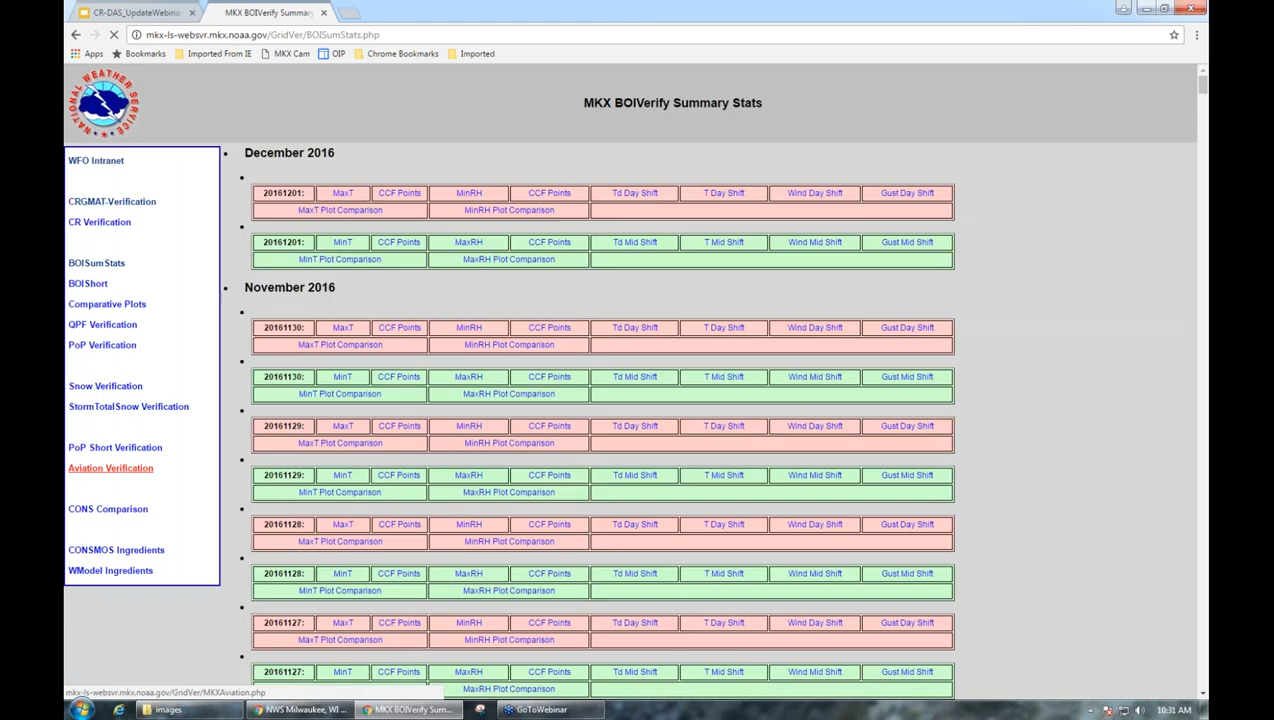 CR-DAS_UpdateWebinar × MKX BOIVerify Summary ×
mkx-ls-websvr.mkx.noaa.gov/GridVer/BOISumStats.php
Apps Bookmarks Imported From IE MKX Cam OIP Chrome Bookmarks Imported
NATIONAL WEATHER SERVICE
MKX BOIVerify Summary Stats
WFO Intranet
CRGMAT-Verification
CR Verification
BOISumStats
BOIShort
Comparative Plots
QPF Verification
PoP Verification
Snow Verification
StormTotalSnow Verification
PoP Short Verification
Aviation Verification
CONS Comparison
CONSMOS Ingredients
WModel Ingredients
December 2016
20161201: MaxT CCF Points MinRH CCF Points Td Day Shift T Day Shift Wind Day Shift Gust Day Shift
MaxT Plot Comparison MinRH Plot Comparison
20161201: MinT CCF Points MaxRH CCF Points Td Mid Shift T Mid Shift Wind Mid Shift Gust Mid Shift
MinT Plot Comparison MaxRH Plot Comparison
November 2016
20161130: MaxT CCF Points MinRH CCF Points Td Day Shift T Day Shift Wind Day Shift Gust Day Shift
MaxT Plot Comparison MinRH Plot Comparison
20161130: MinT CCF Points MaxRH CCF Points Td Mid Shift T Mid Shift Wind Mid Shift Gust Mid Shift
MinT Plot Comparison MaxRH Plot Comparison
20161129: MaxT CCF Points MinRH CCF Points Td Day Shift T Day Shift Wind Day Shift Gust Day Shift
MaxT Plot Comparison MinRH Plot Comparison
20161129: MinT CCF Points MaxRH CCF Points Td Mid Shift T Mid Shift Wind Mid Shift Gust Mid Shift
MinT Plot Comparison MaxRH Plot Comparison
20161128: MaxT CCF Points MinRH CCF Points Td Day Shift T Day Shift Wind Day Shift Gust Day Shift
MaxT Plot Comparison MinRH Plot Comparison
20161128: MinT CCF Points MaxRH CCF Points Td Mid Shift T Mid Shift Wind Mid Shift Gust Mid Shift
MinT Plot Comparison MaxRH Plot Comparison
20161127: MaxT CCF Points MinRH CCF Points Td Day Shift T Day Shift Wind Day Shift Gust Day Shift
MaxT Plot Comparison MinRH Plot Comparison
20161127: MinT CCF Points MaxRH CCF Points Td Mid Shift T Mid Shift Wind Mid Shift Gust Mid Shift
MaxRH Plot Comparison
mkx-ls-websvr.mkx.noaa.gov/GridVer/MKXAviation.php
images NWS Milwaukee, WI ... MKX BOIVerify Sum... GoToWebinar 10:31 AM